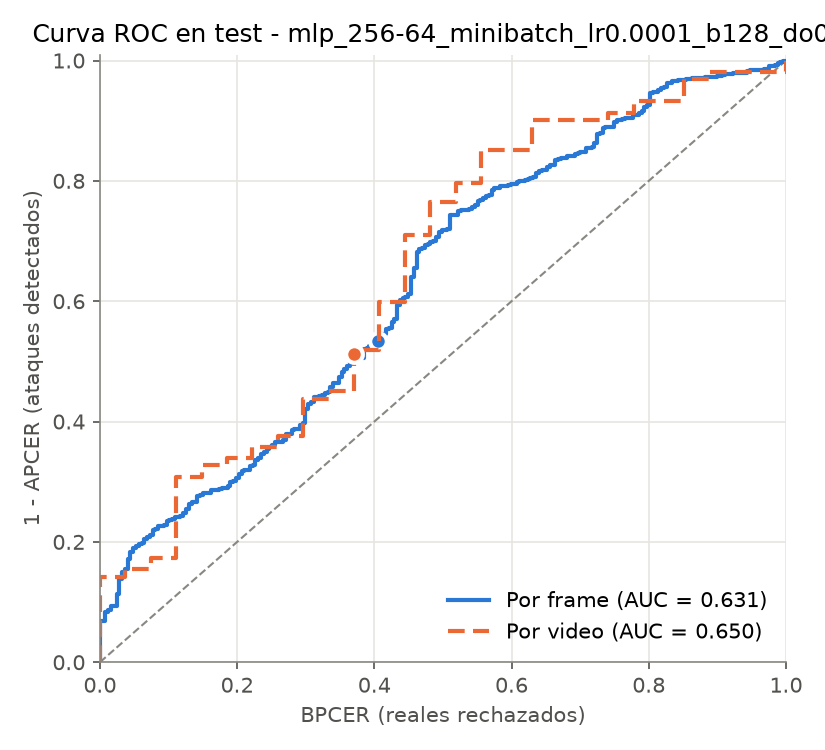 Curva ROC en test - mlp_256-64_minibatch_lr0.0001_b128_do0
1.0
0.8
0.6
0.4
0.2
0.0
1 - APCER (ataques detectados)
Por frame (AUC = 0.631)
Por video (AUC = 0.650)
0.0 0.2 0.4 0.6 0.8 1.0
BPCER (reales rechazados)